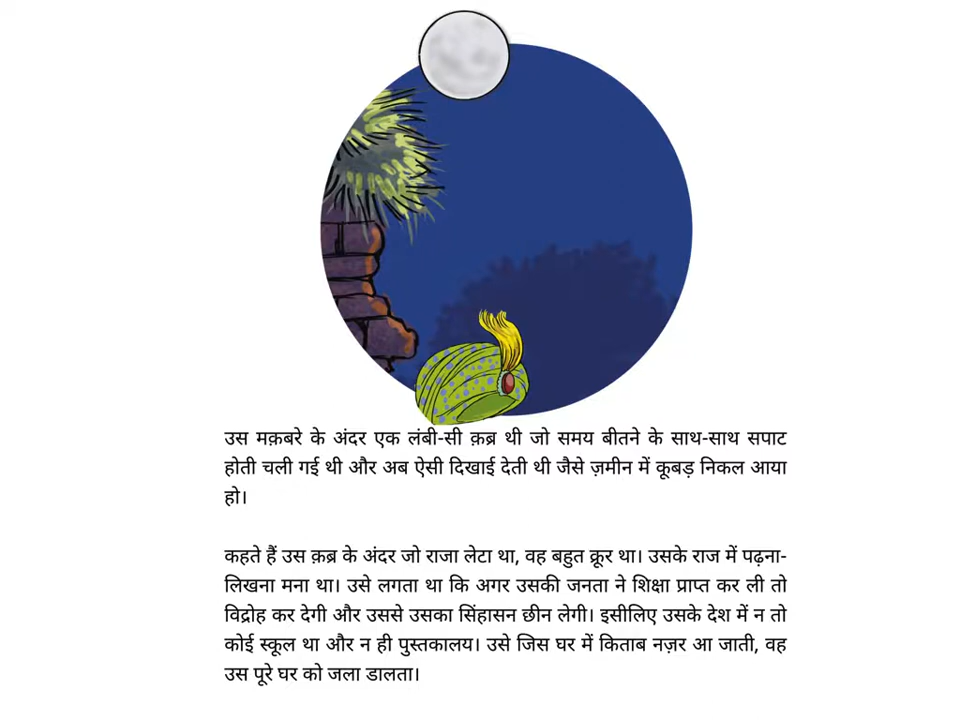 उस मक़बरे के अंदर एक लंबी-सी क़ब्र थी जो समय बीतने के साथ-साथ सपाट
होती चली गई थी और अब ऐसी दिखाई देती थी जैसे ज़मीन में कूबड़ निकल आया
हो।
कहते हैं उस क़ब्र के अंदर जो राजा लेटा था, वह बहुत क्रूर था। उसके राज में पढ़ना-
लिखना मना था। उसे लगता था कि अगर उसकी जनता ने शिक्षा प्राप्त कर ली तो
विद्रोह कर देगी और उससे उसका सिंहासन छीन लेगी। इसीलिए उसके देश में न तो
कोई स्कूल था और न ही पुस्तकालय। उसे जिस घर में किताब नज़र आ जाती, वह
उस पूरे घर को जला डालता।